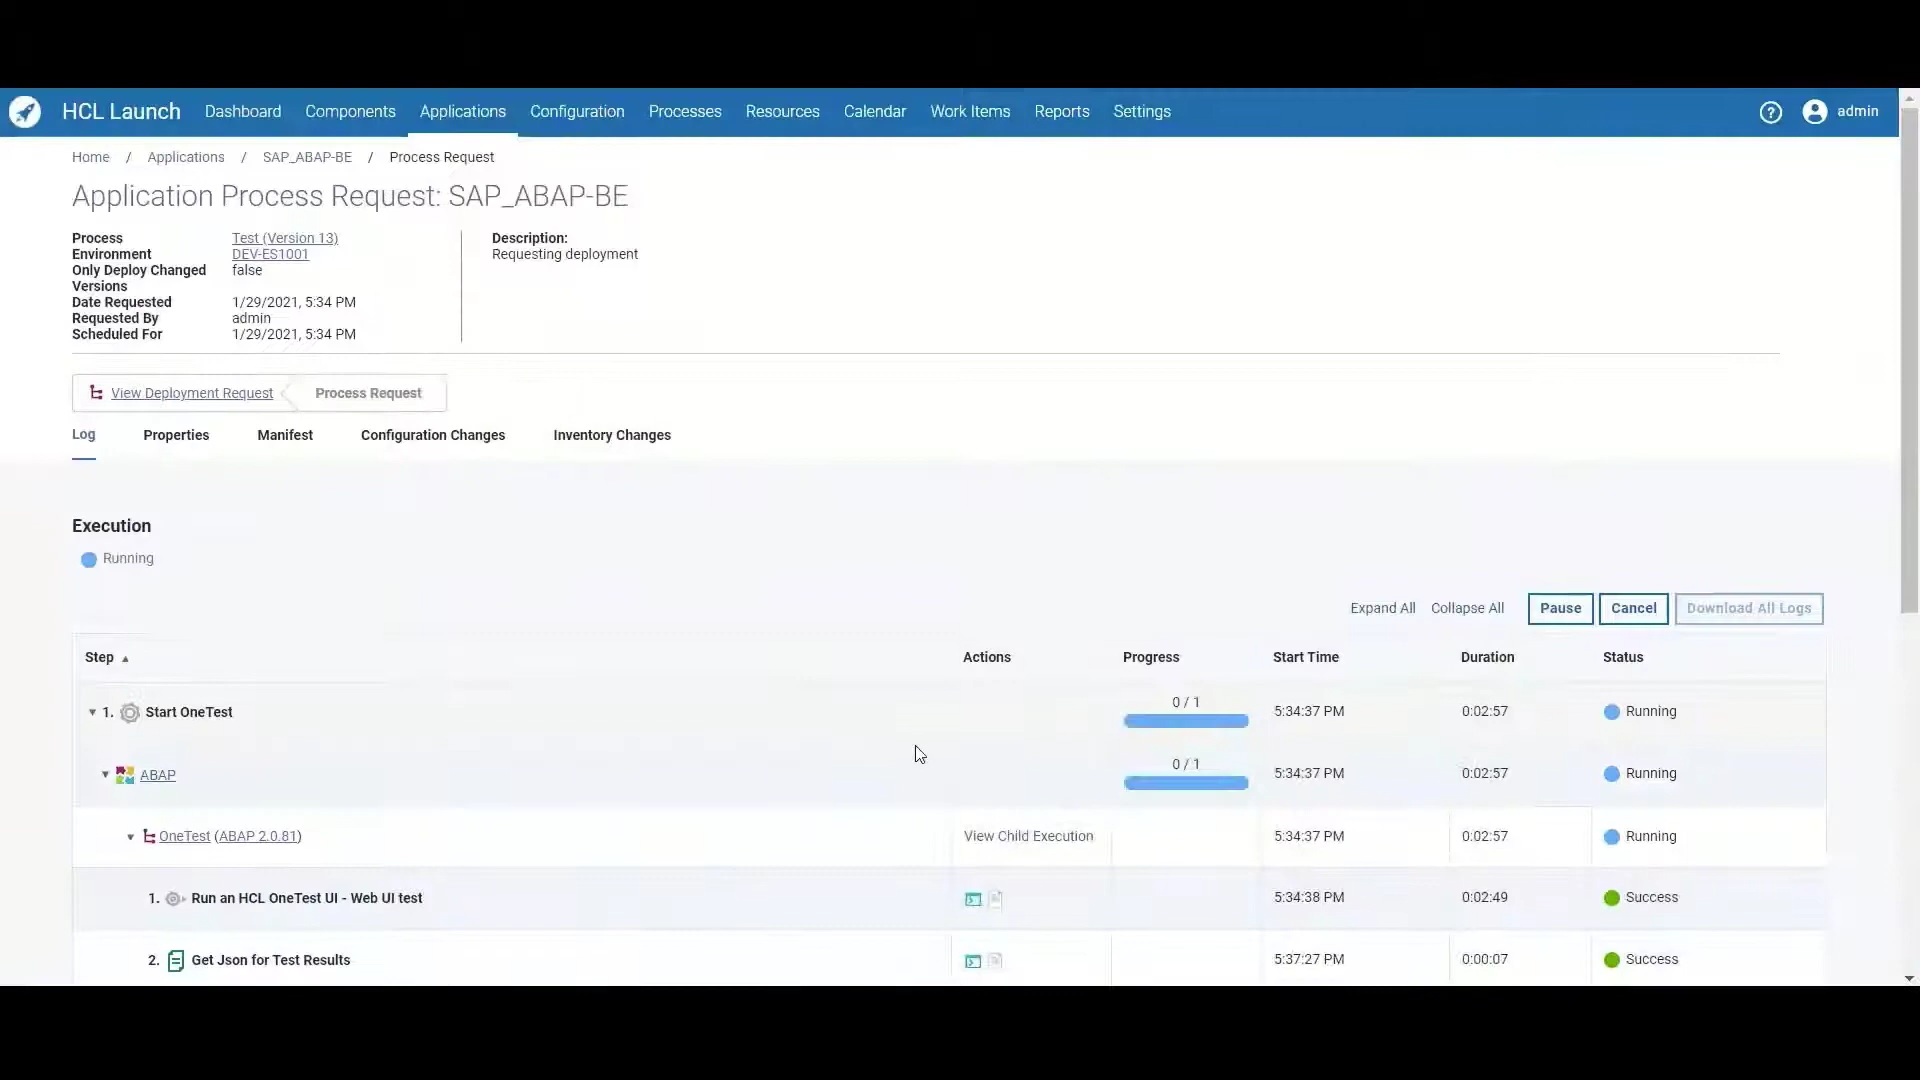 HCL Launch Dashboard Components Applications Configuration Processes Resources Calendar Work Items Reports Settings admin
Home / Applications / SAP_ABAP-BE / Process Request
Application Process Request: SAP_ABAP-BE
Process Test (Version 13) Description:
Environment DEV-ES1001 Requesting deployment
Only Deploy Changed false
Versions
Date Requested 1/29/2021, 5:34 PM
Requested By admin
Scheduled For 1/29/2021, 5:34 PM
View Deployment Request Process Request
Log Properties Manifest Configuration Changes Inventory Changes
Execution
Running
Expand All Collapse All Pause Cancel Download All Logs
Step Actions Progress Start Time Duration Status
1. Start OneTest 0 / 1 5:34:37 PM 0:02:57 Running
ABAP 0 / 1 5:34:37 PM 0:02:57 Running
OneTest (ABAP 2.0.81) View Child Execution 5:34:37 PM 0:02:57 Running
1. Run an HCL OneTest UI - Web UI test 5:34:38 PM 0:02:49 Success
2. Get Json for Test Results 5:37:27 PM 0:00:07 Success